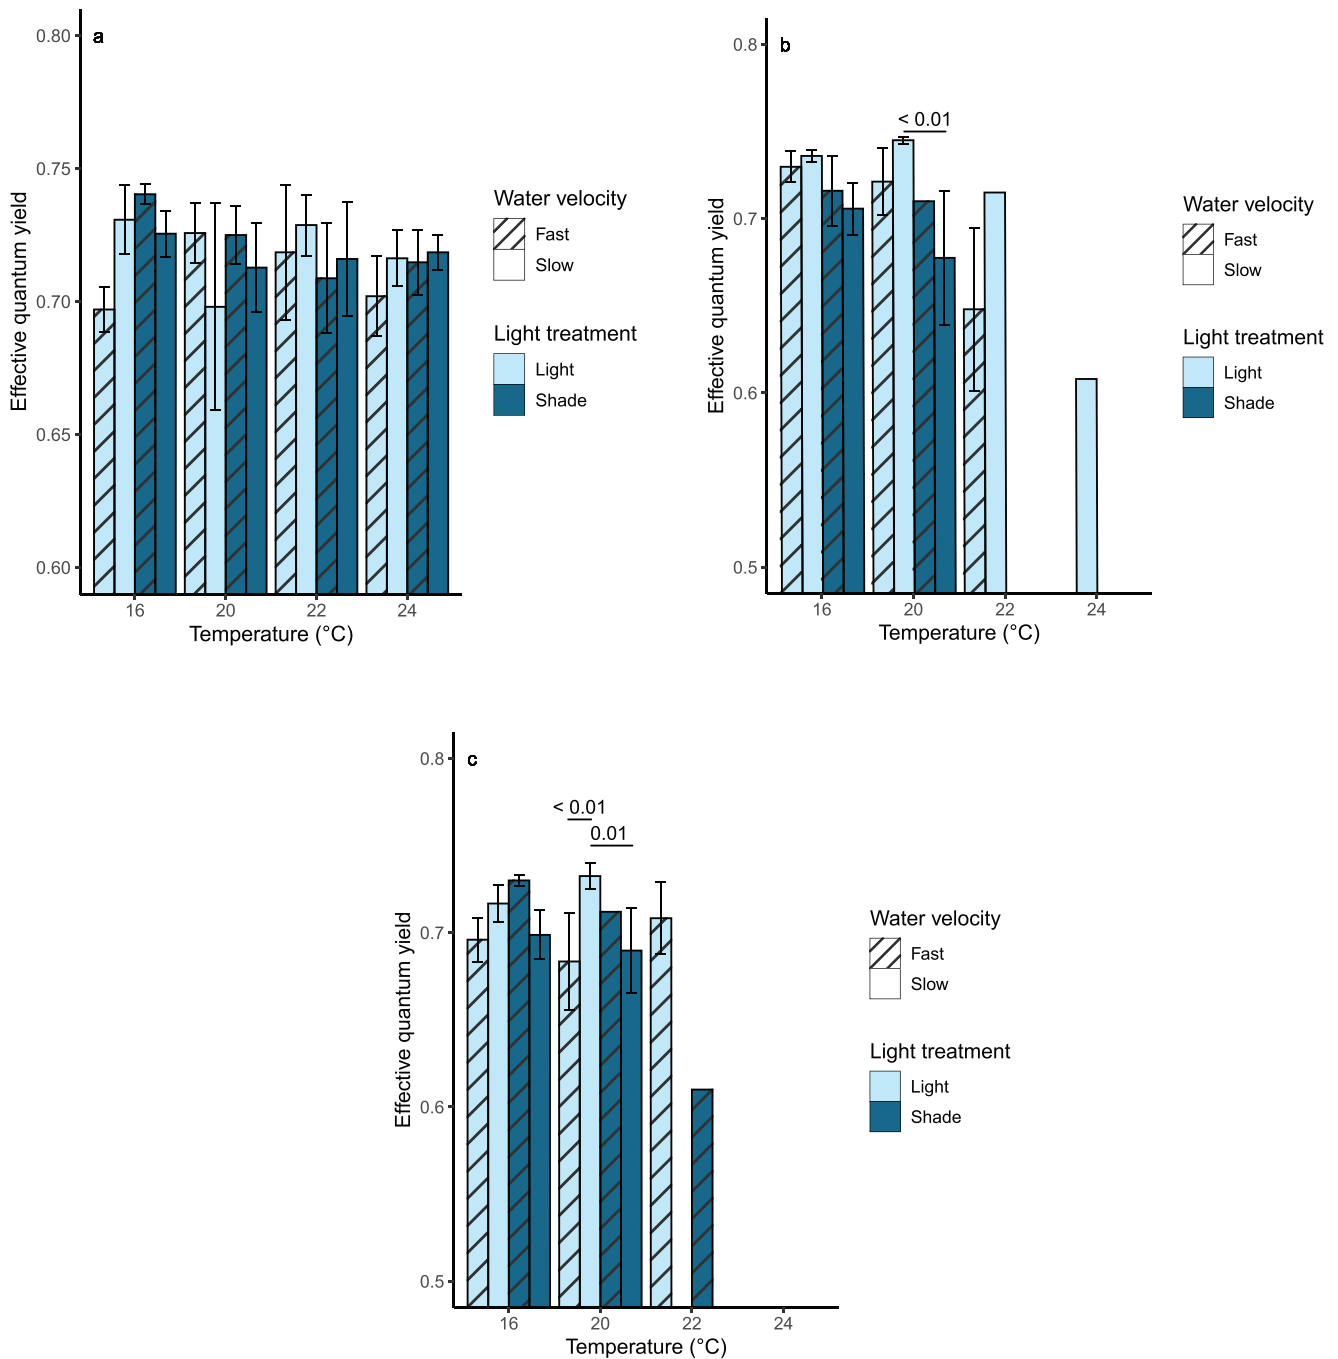 a
0.80
0.75
0.70
0.65
0.60
Effective quantum yield
16 20 22 24
Temperature (°C)
Water velocity
Fast
Slow
Light treatment
Light
Shade
b
0.8
0.7
0.6
0.5
Effective quantum yield
< 0.01
16 20 22 24
Temperature (°C)
Water velocity
Fast
Slow
Light treatment
Light
Shade
c
0.8
0.7
0.6
0.5
Effective quantum yield
< 0.01
0.01
16 20 22 24
Temperature (°C)
Water velocity
Fast
Slow
Light treatment
Light
Shade